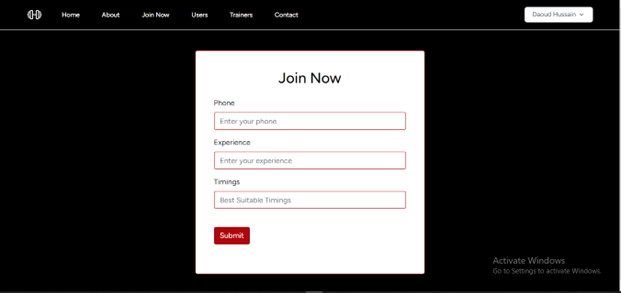 Home About Join Now Users Trainers Contact Daoud Hussain
Join Now
Phone
Enter your phone
Experience
Enter your experience
Timings
Best Suitable Timings
Submit
Activate Windows
Go to Settings to activate Windows.